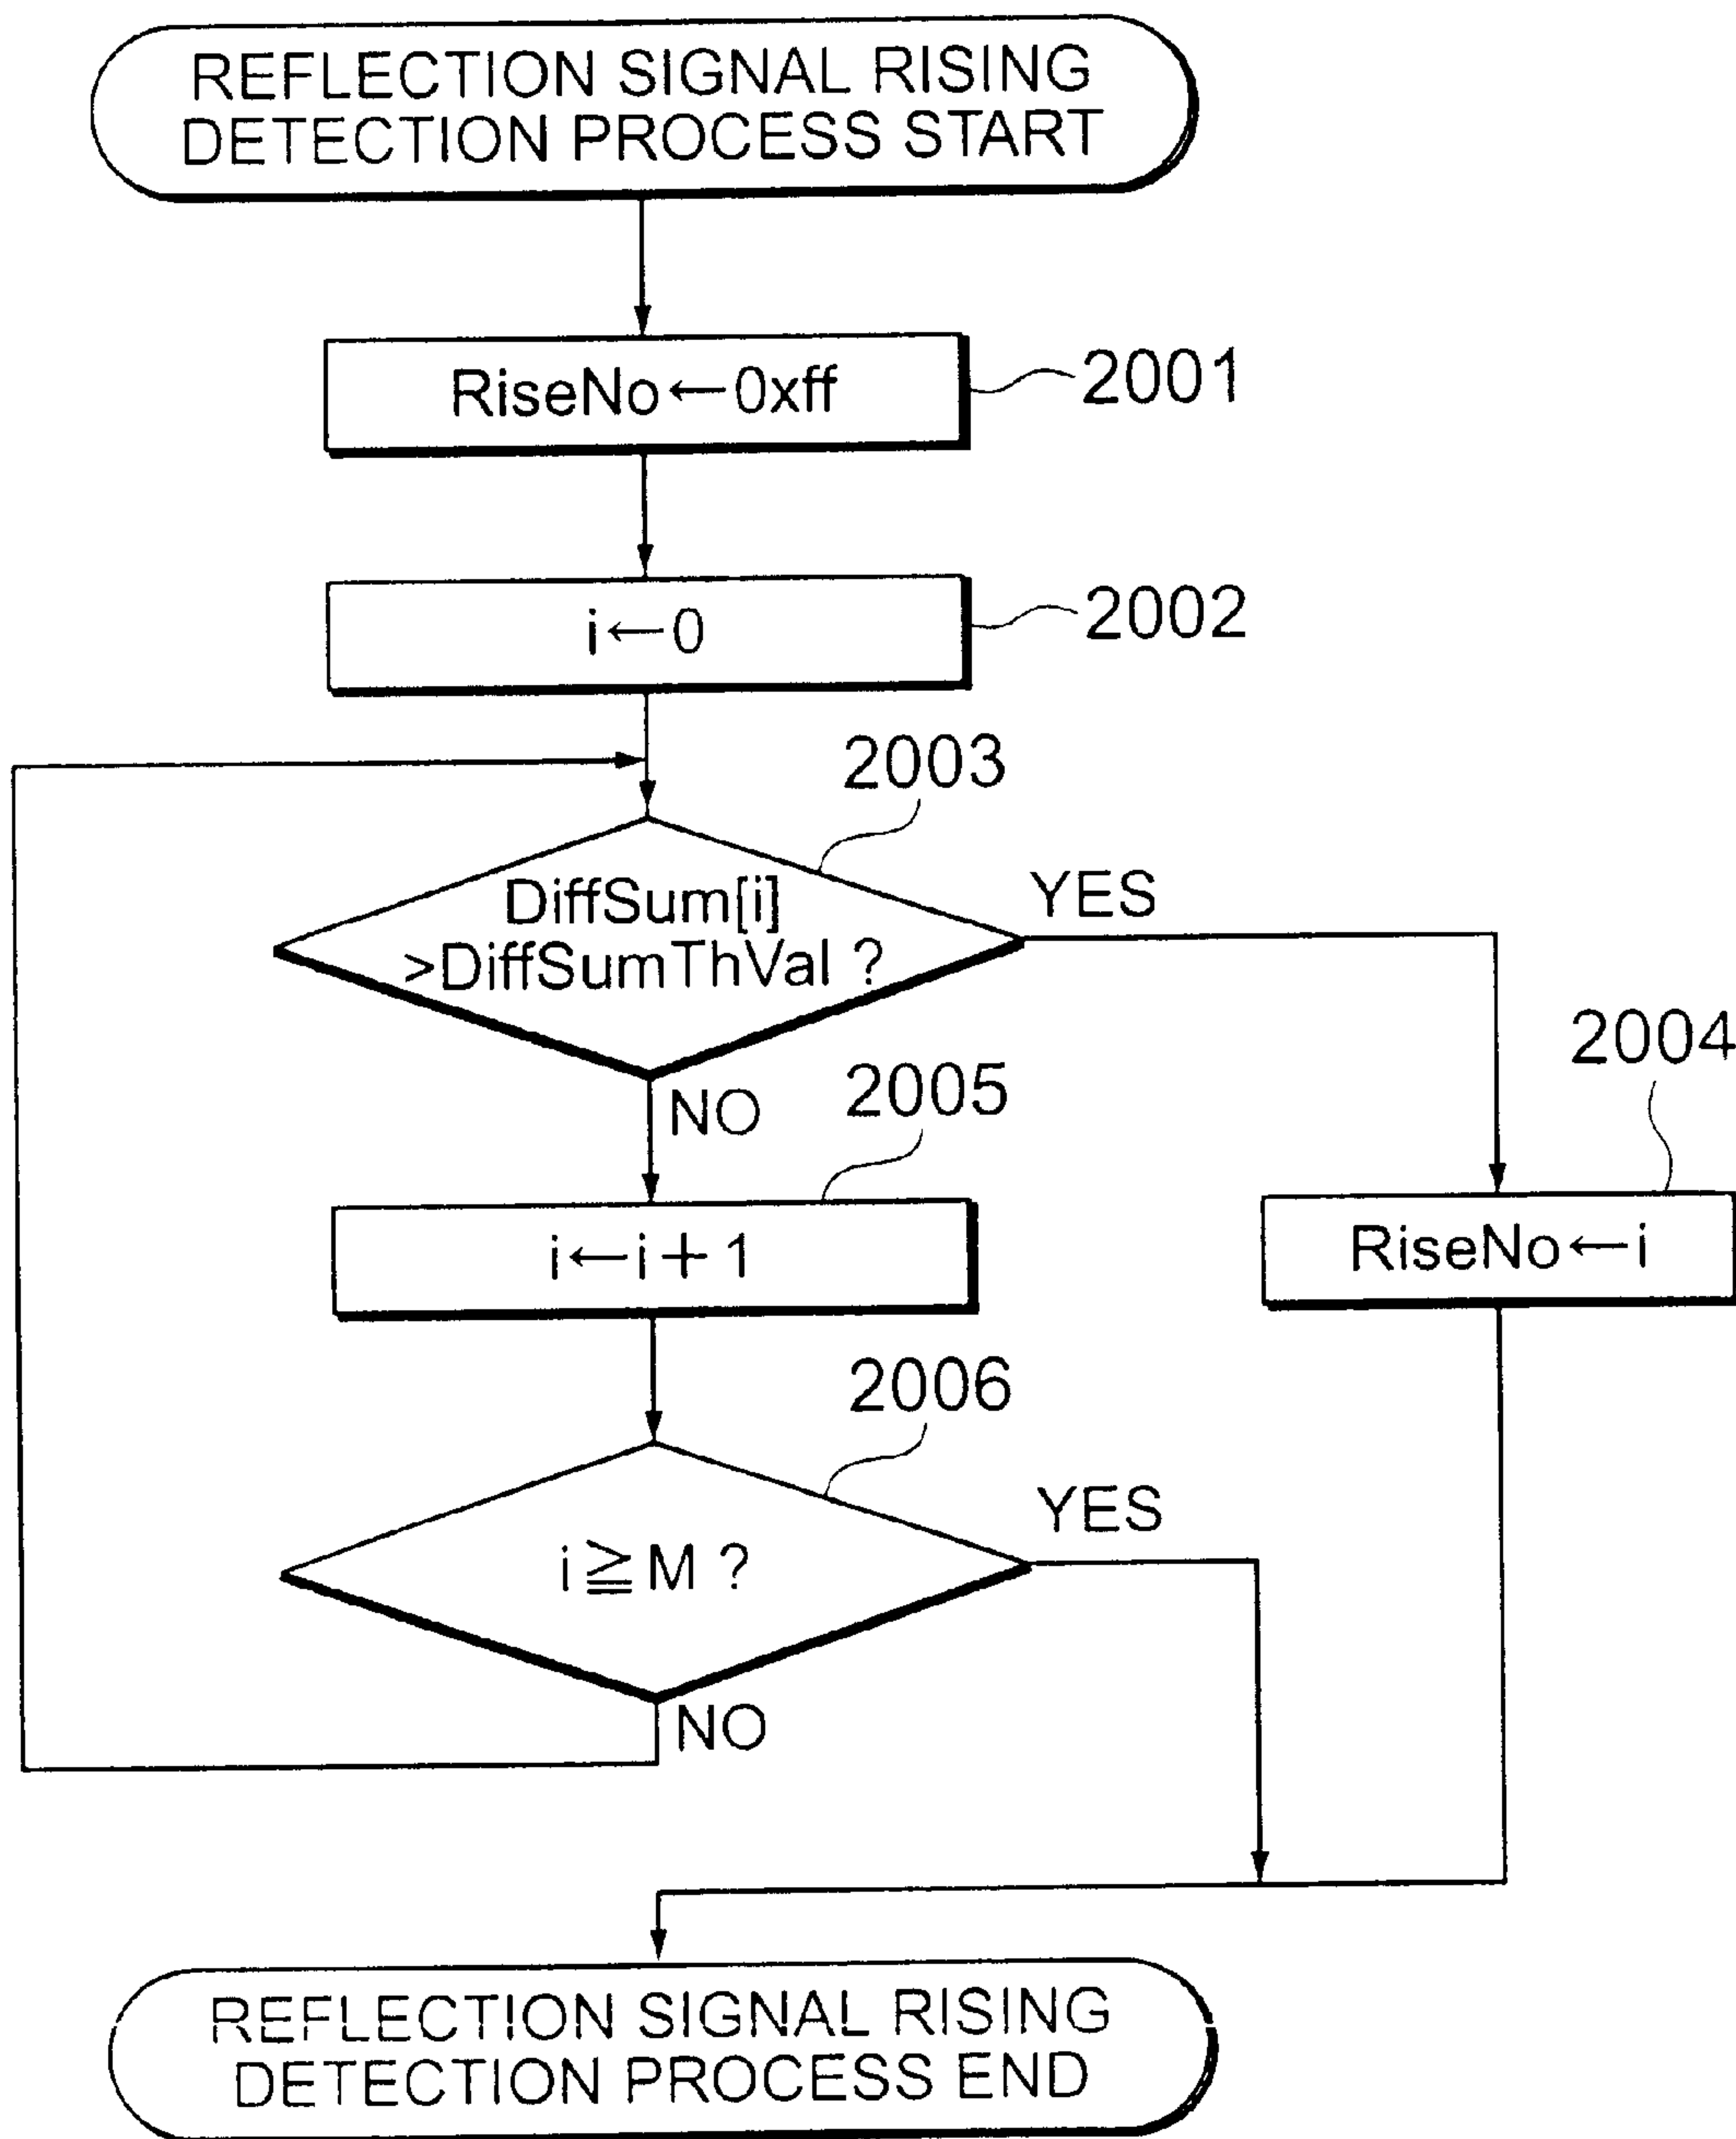 REFLECTION SIGNAL RISING
DETECTION PROCESS START
RiseNo←0xff
2001
i←0
2002
2003
DiffSum[i]
>DiffSumThVal ?
YES
NO
2004
2005
i←i+1
RiseNo←i
2006
i≧M ?
YES
NO
REFLECTION SIGNAL RISING
DETECTION PROCESS END